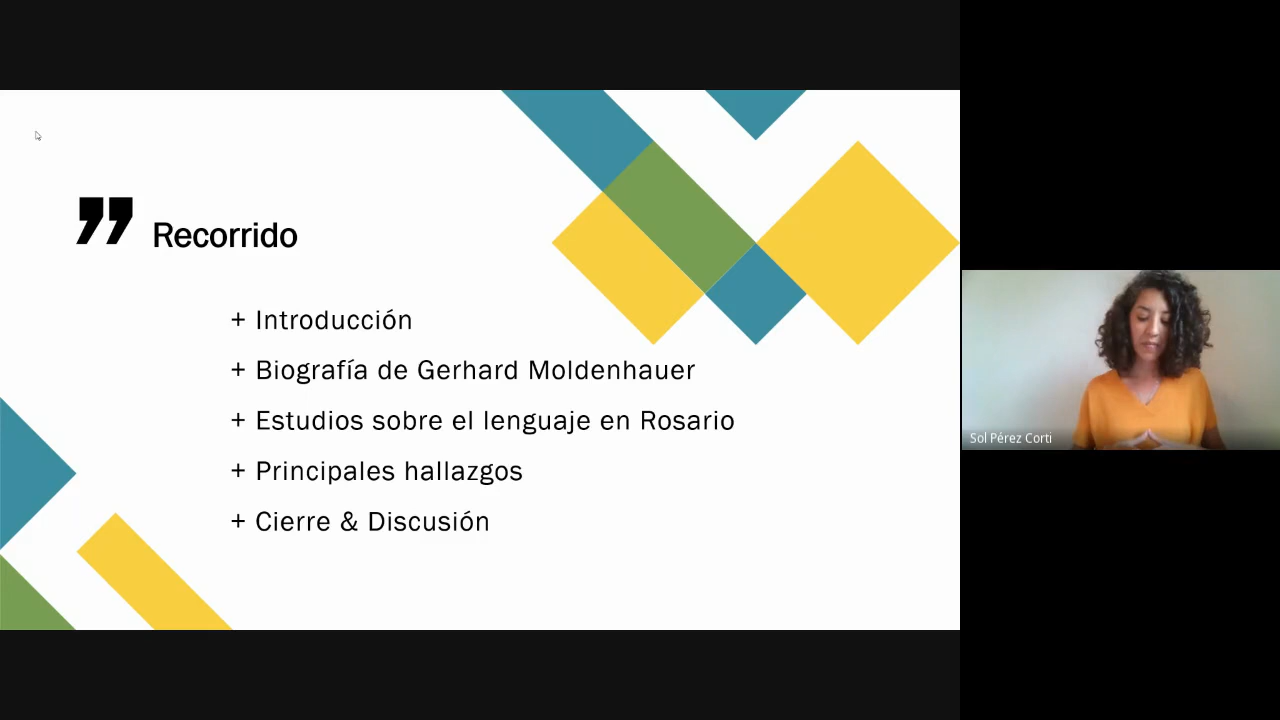 Recorrido
+ Introducción
+ Biografía de Gerhard Moldenhauer
+ Estudios sobre el lenguaje en Rosario
+ Principales hallazgos
+ Cierre & Discusión
Sol Pérez Corti